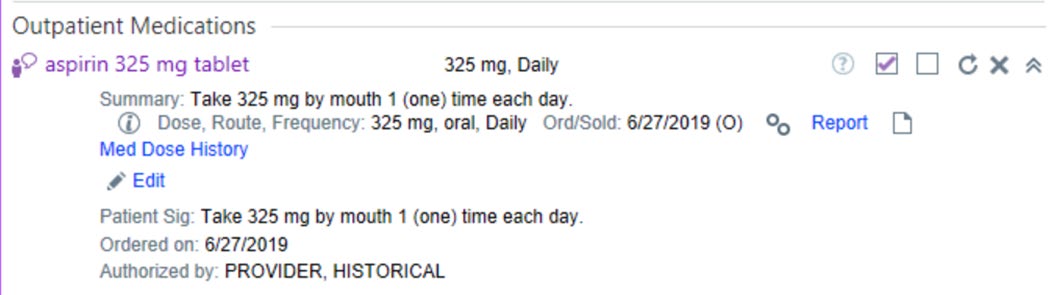 Outpatient Medications
aspirin 325 mg tablet 325 mg, Daily
Summary: Take 325 mg by mouth 1 (one) time each day.
Dose, Route, Frequency: 325 mg, oral, Daily Ord/Sold: 6/27/2019 (O) Report
Med Dose History
Edit
Patient Sig: Take 325 mg by mouth 1 (one) time each day.
Ordered on: 6/27/2019
Authorized by: PROVIDER, HISTORICAL